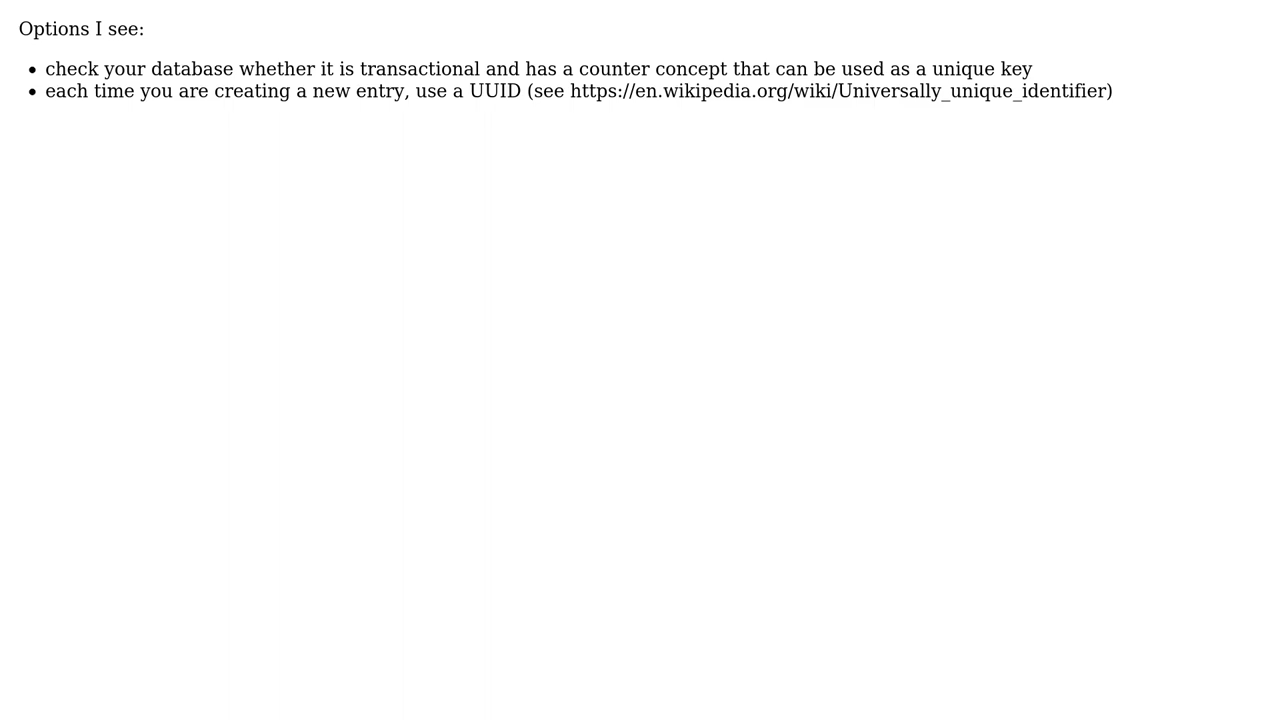 Options I see:
• check your database whether it is transactional and has a counter concept that can be used as a unique key
• each time you are creating a new entry, use a UUID (see https://en.wikipedia.org/wiki/Universally_unique_identifier)